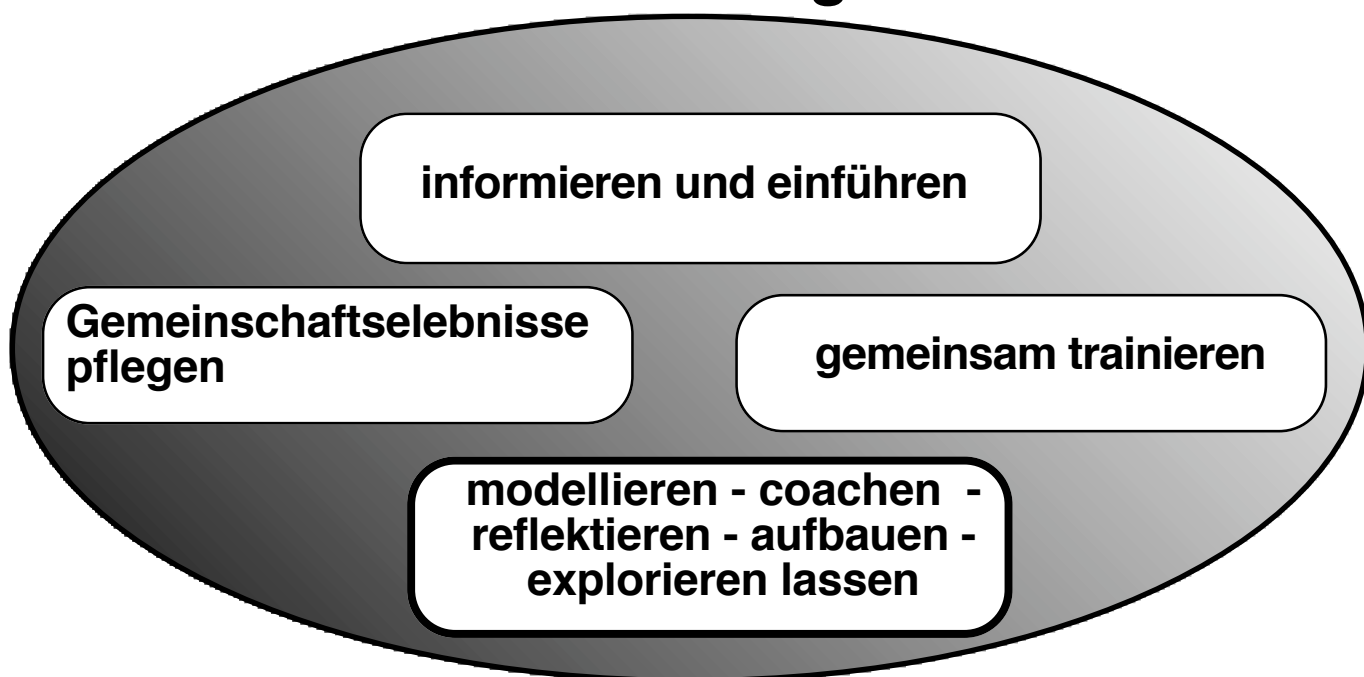 informieren und einführen
Gemeinschaftselebnisse
pflegen
gemeinsam trainieren
modellieren - coachen -
reflektieren - aufbauen -
explorieren lassen